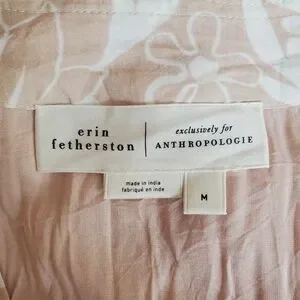 erin
fetherston
exclusively for
ANTHROPOLOGIE
made in india
fabriqué en inde
M